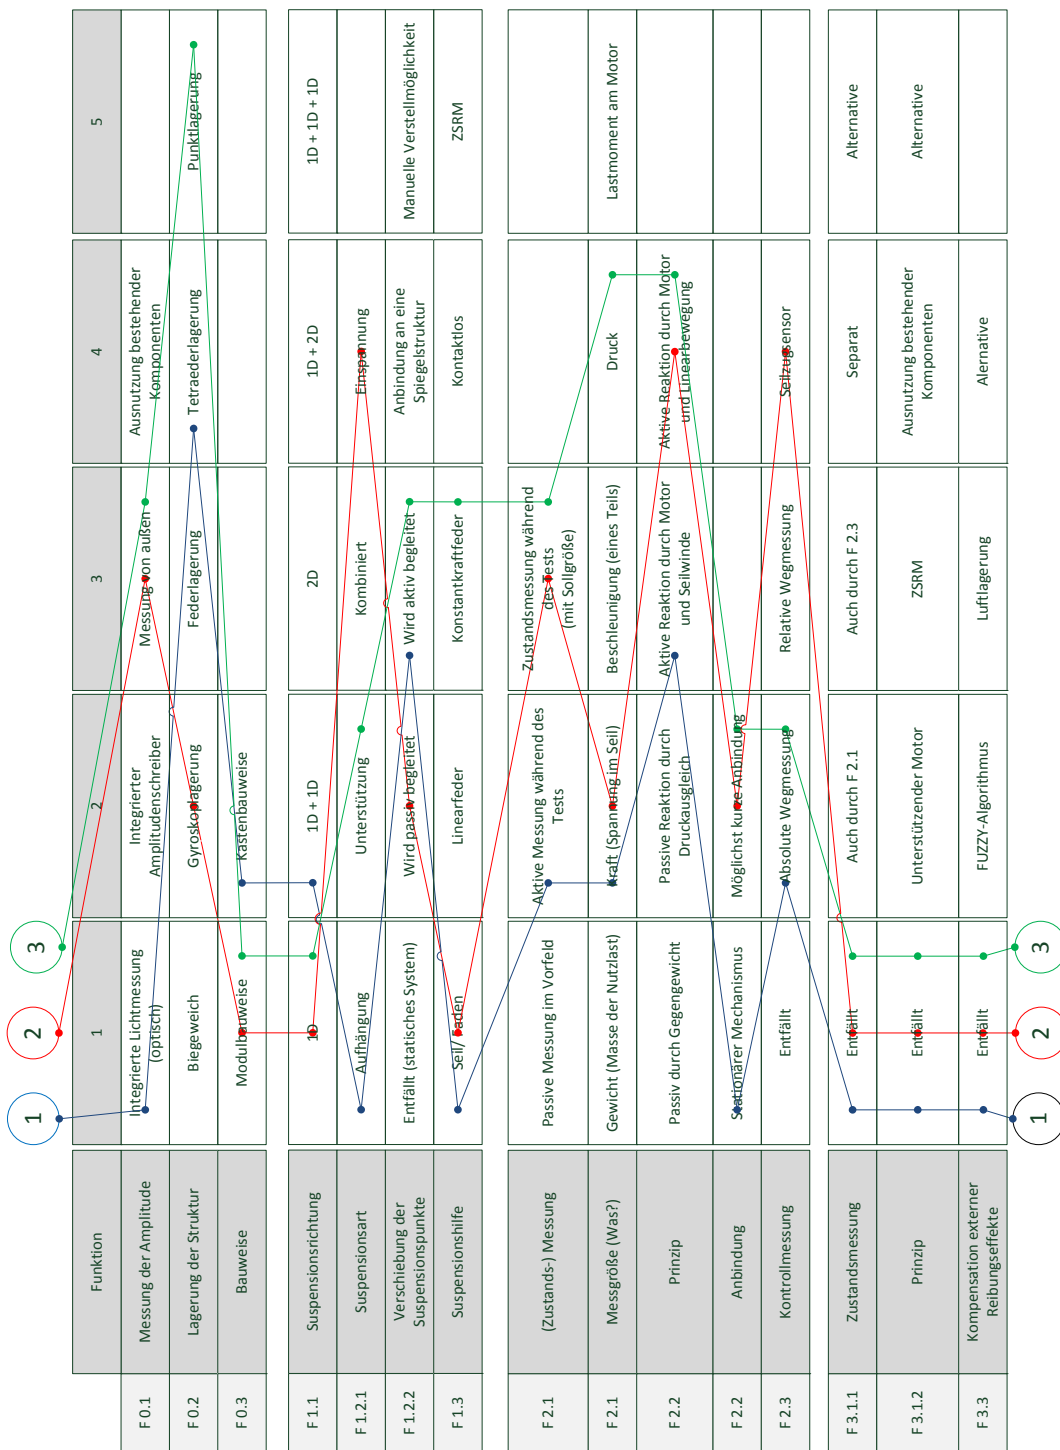 1
2
3
Funktion
1
2
3
4
5
F 0.1
Messung der Amplitude
Integrierte Lichtmessung
(optisch)
Integrierter
Amplitudenschreiber
Messung von außen
Ausnutzung bestehender
Komponenten
F 0.2
Lagerung der Struktur
Biegeweich
Gyroskoplagerung
Federlagerung
Tetraederlagerung
Punktlagerung
F 0.3
Bauweise
Modulbauweise
Kastenbauweise
F 1.1
Suspensionsrichtung
1D
1D + 1D
2D
1D + 2D
1D + 1D + 1D
F 1.2.1
Suspensionsart
Aufhängung
Unterstützung
Kombiniert
Einspannung
F 1.2.2
Verschiebung der
Suspensionspunkte
Entfällt (statisches System)
Wird passiv begleitet
Wird aktiv begleitet
Anbindung an eine
Spiegelstruktur
Manuelle Verstellmöglichkeit
F 1.3
Suspensionshilfe
Seil/ Faden
Linearfeder
Konstantkraftfeder
Kontaktlos
ZSRM
F 2.1
(Zustands-) Messung
Passive Messung im Vorfeld
Aktive Messung während des
Tests
Zustandsmessung während
des Tests
(mit Sollgröße)
F 2.1
Messgröße (Was?)
Gewicht (Masse der Nutzlast)
Kraft (Spannung im Seil)
Beschleunigung (eines Teils)
Druck
Lastmoment am Motor
F 2.2
Prinzip
Passiv durch Gegengewicht
Passive Reaktion durch
Druckausgleich
Aktive Reaktion durch Motor
und Seilwinde
Aktive Reaktion durch Motor
und Linearbewegung
F 2.2
Anbindung
Stationärer Mechanismus
Möglichst kurze Anbindung
F 2.3
Kontrollmessung
Entfällt
Absolute Wegmessung
Relative Wegmessung
Seilzugsensor
F 3.1.1
Zustandsmessung
Entfällt
Auch durch F 2.1
Auch durch F 2.3
Separat
Alternative
F 3.1.2
Prinzip
Entfällt
Unterstützender Motor
ZSRM
Ausnutzung bestehender
Komponenten
Alternative
F 3.3
Kompensation externer
Reibungseffekte
Entfällt
FUZZY-Algorithmus
Luftlagerung
Alernative
1
2
3